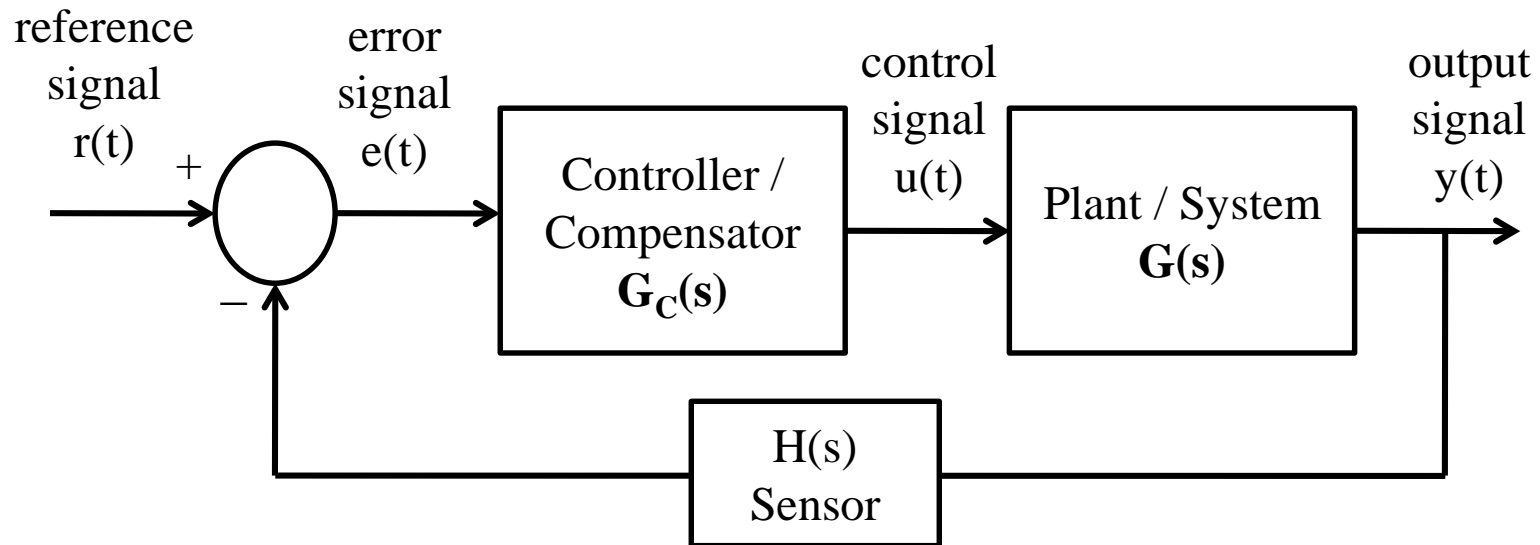 reference
signal
r(t)
+
−
error
signal
e(t)
Controller /
Compensator
G_C(s)
control
signal
u(t)
Plant / System
G(s)
output
signal
y(t)
H(s)
Sensor